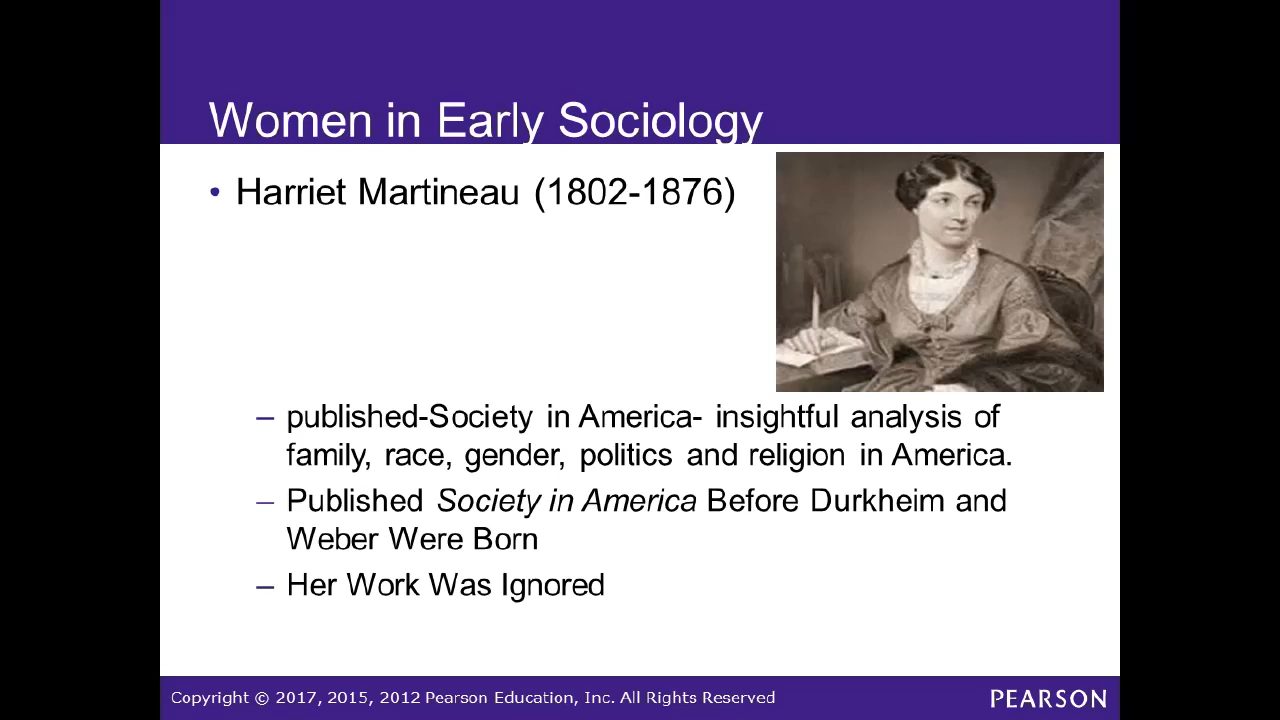 Women in Early Sociology
• Harriet Martineau (1802-1876)
– published-Society in America- insightful analysis of
family, race, gender, politics and religion in America.
– Published Society in America Before Durkheim and
Weber Were Born
– Her Work Was Ignored
Copyright © 2017, 2015, 2012 Pearson Education, Inc. All Rights Reserved
PEARSON